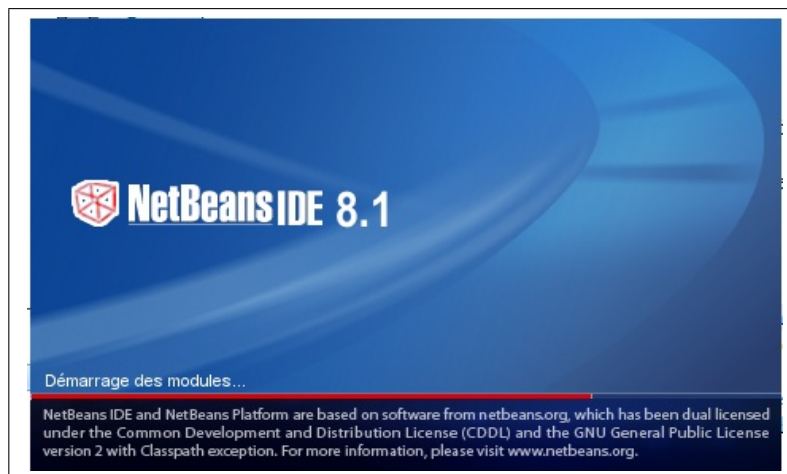 NetBeans IDE 8.1
Démarrage des modules...
NetBeans IDE and NetBeans Platform are based on software from netbeans.org, which has been dual licensed
under the Common Development and Distribution License (CDDL) and the GNU General Public License
version 2 with Classpath exception. For more information, please visit www.netbeans.org.